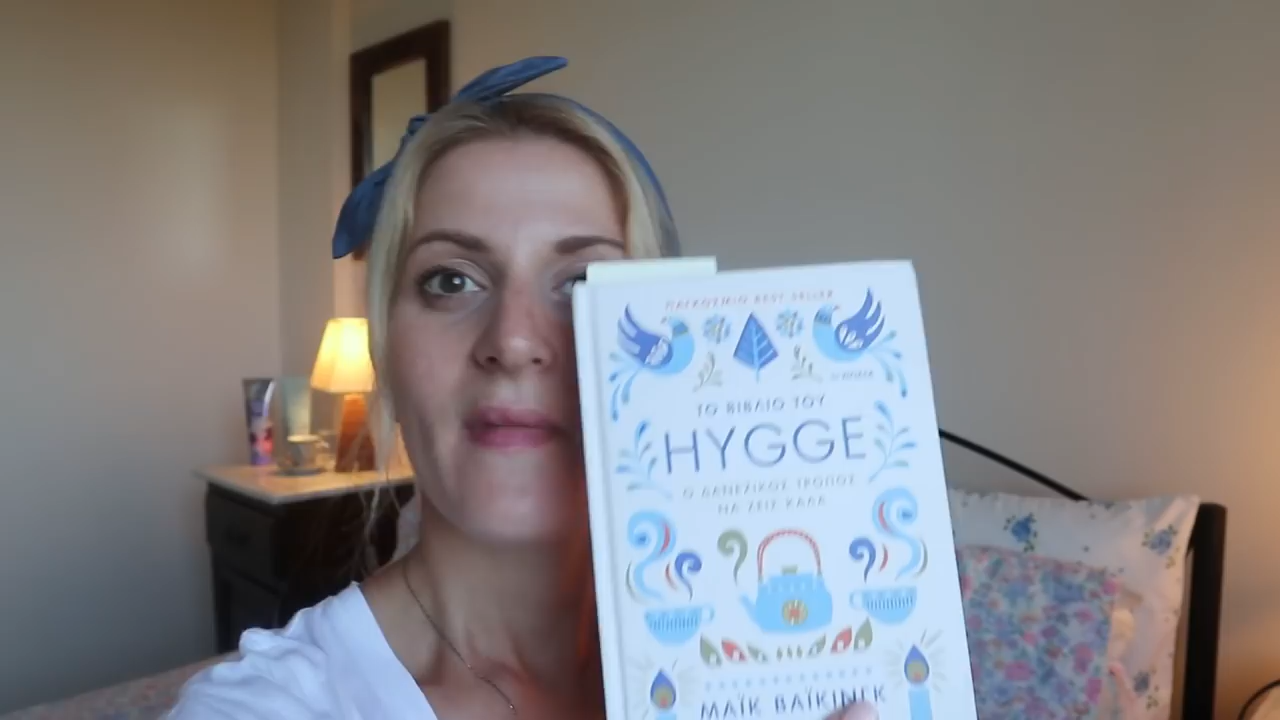 ΠΑΓΚΟΣΜΙΟ BEST SELLER
ΤΟ ΒΙΒΛΙΟ ΤΟΥ
HYGGE
Ο ΔΑΝΕΖΙΚΟΣ ΤΡΟΠΟΣ
ΝΑ ΖΕΙΣ ΚΑΛΑ
ΜΑΪΚ ΒΑΪΚΙΝΓΚ